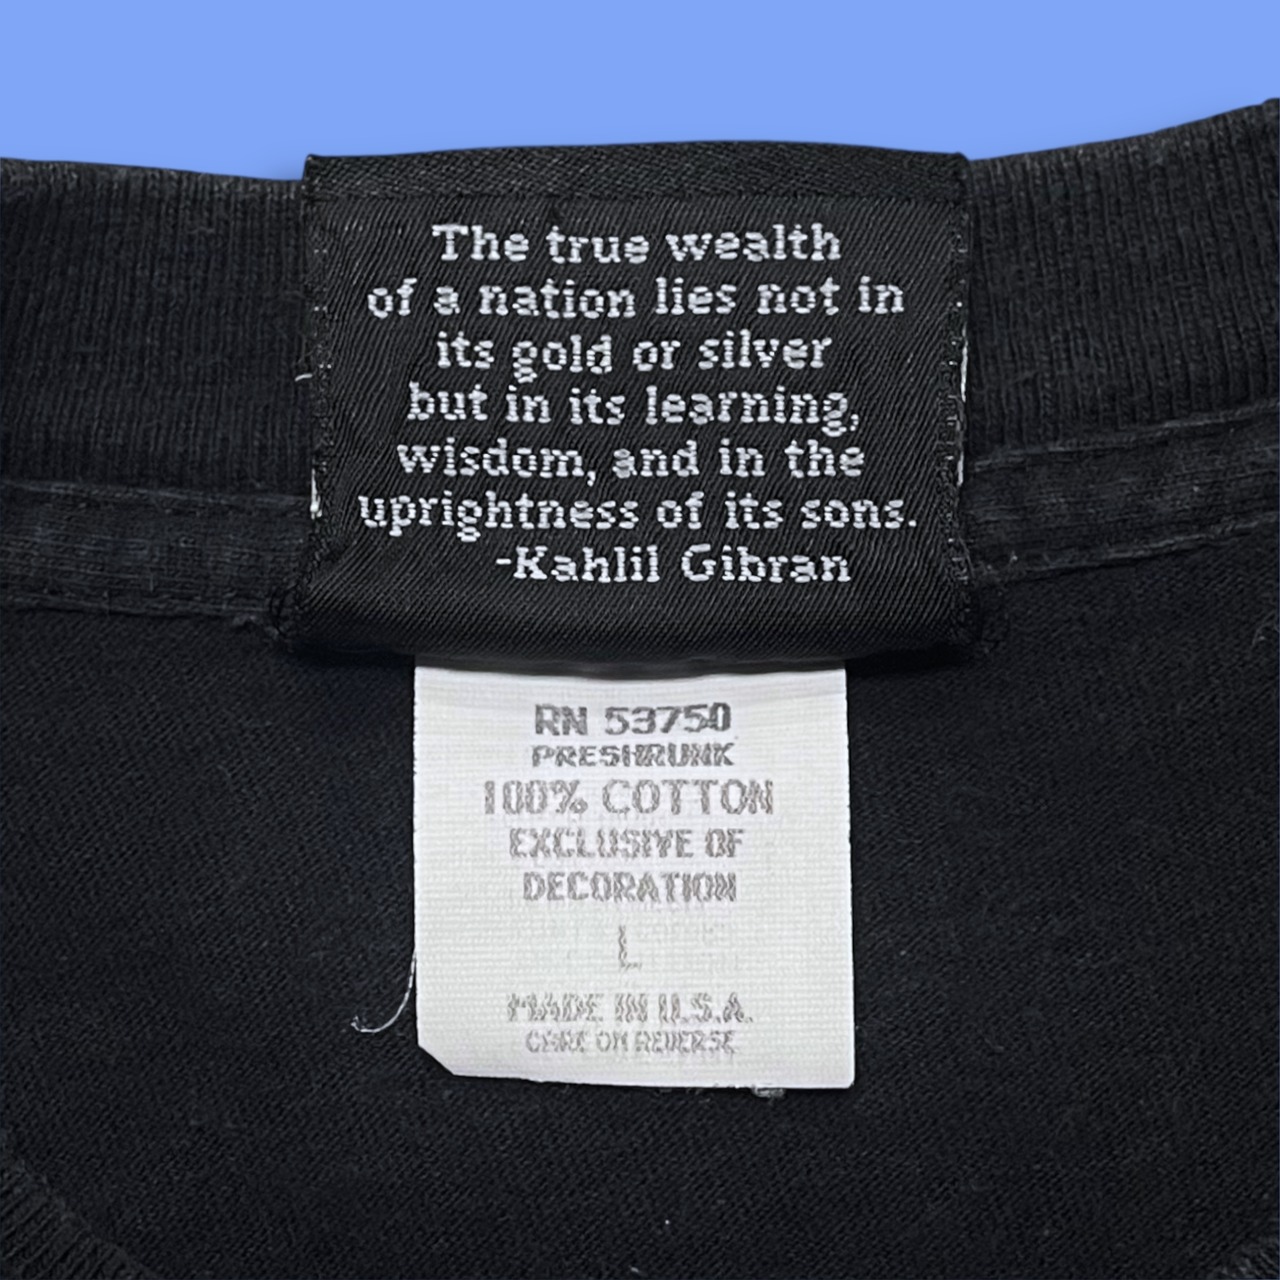 The true wealth
of a nation lies not in
its gold or silver
but in its learning,
wisdom, and in the
uprightness of its sons.
-Kahlil Gibran
RN 53750
PRESHRUNK
100% COTTON
EXCLUSIVE OF
DECORATION
L
MADE IN U.S.A.
CARE ON REVERSE